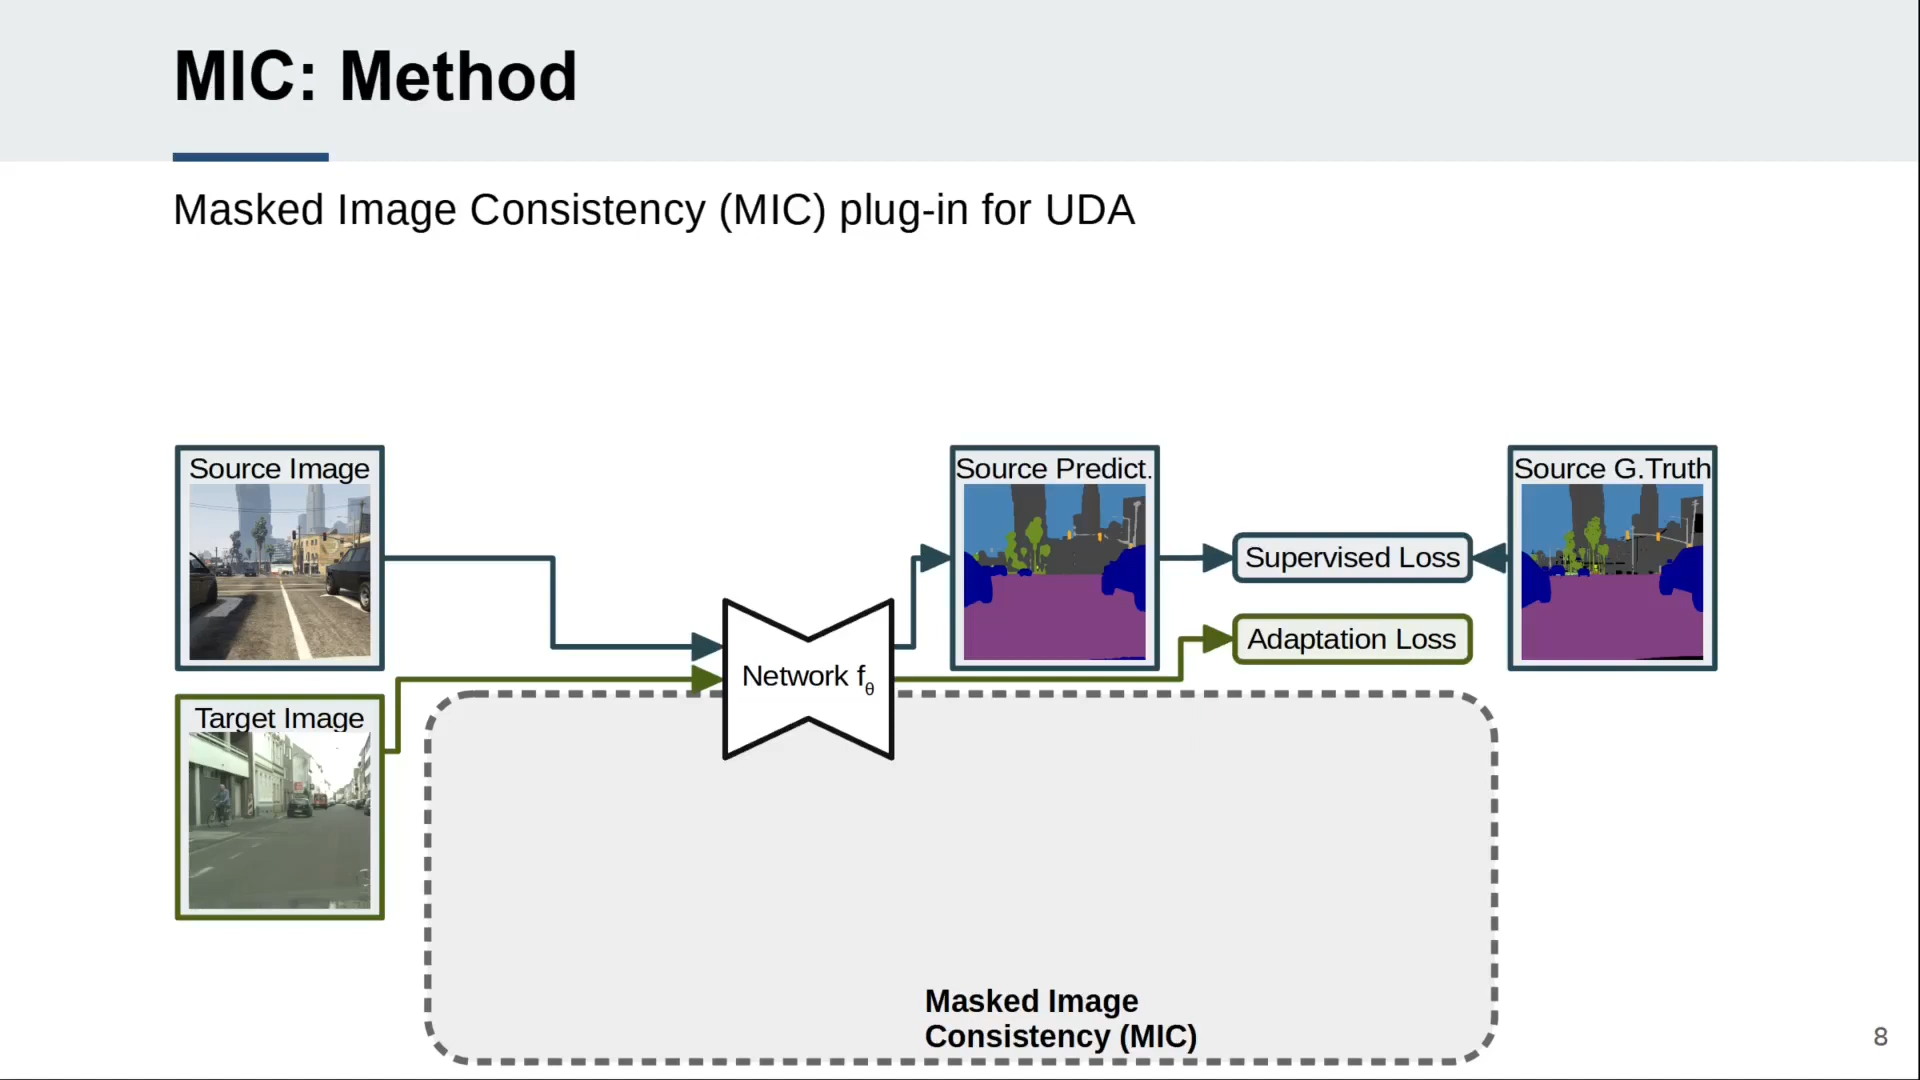 MIC: Method
Masked Image Consistency (MIC) plug-in for UDA
Source Image
Source Predict.
Source G.Truth
Supervised Loss
Adaptation Loss
Network fθ
Target Image
Masked Image
Consistency (MIC)
8